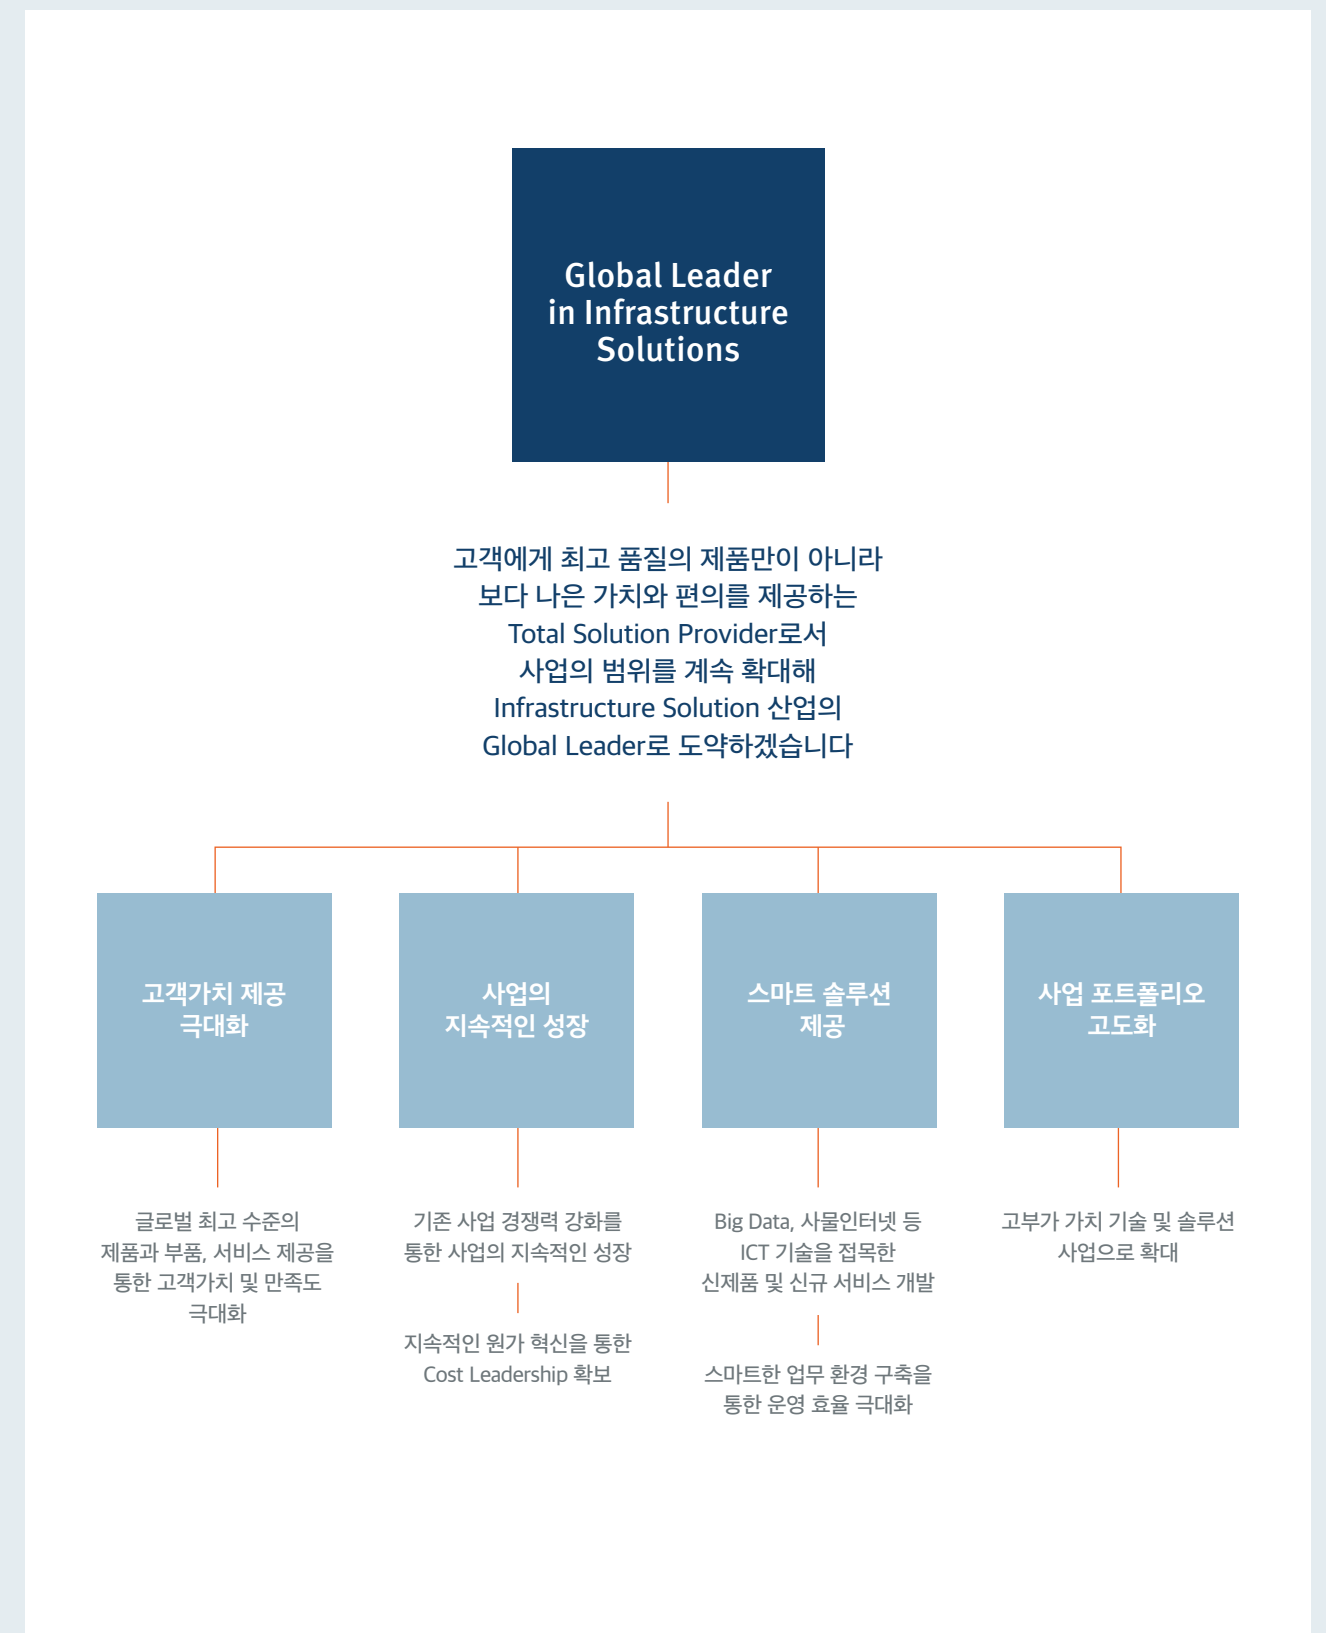 Global Leader
in Infrastructure
Solutions
고객에게 최고 품질의 제품만이 아니라
보다 나은 가치와 편의를 제공하는
Total Solution Provider로서
사업의 범위를 계속 확대해
Infrastructure Solution 산업의
Global Leader로 도약하겠습니다
고객가치 제공
극대화
글로벌 최고 수준의
제품과 부품, 서비스 제공을
통한 고객가치 및 만족도
극대화
사업의
지속적인 성장
기존 사업 경쟁력 강화를
통한 사업의 지속적인 성장
지속적인 원가 혁신을 통한
Cost Leadership 확보
스마트 솔루션
제공
Big Data, 사물인터넷 등
ICT 기술을 접목한
신제품 및 신규 서비스 개발
스마트한 업무 환경 구축을
통한 운영 효율 극대화
사업 포트폴리오
고도화
고부가 가치 기술 및 솔루션
사업으로 확대